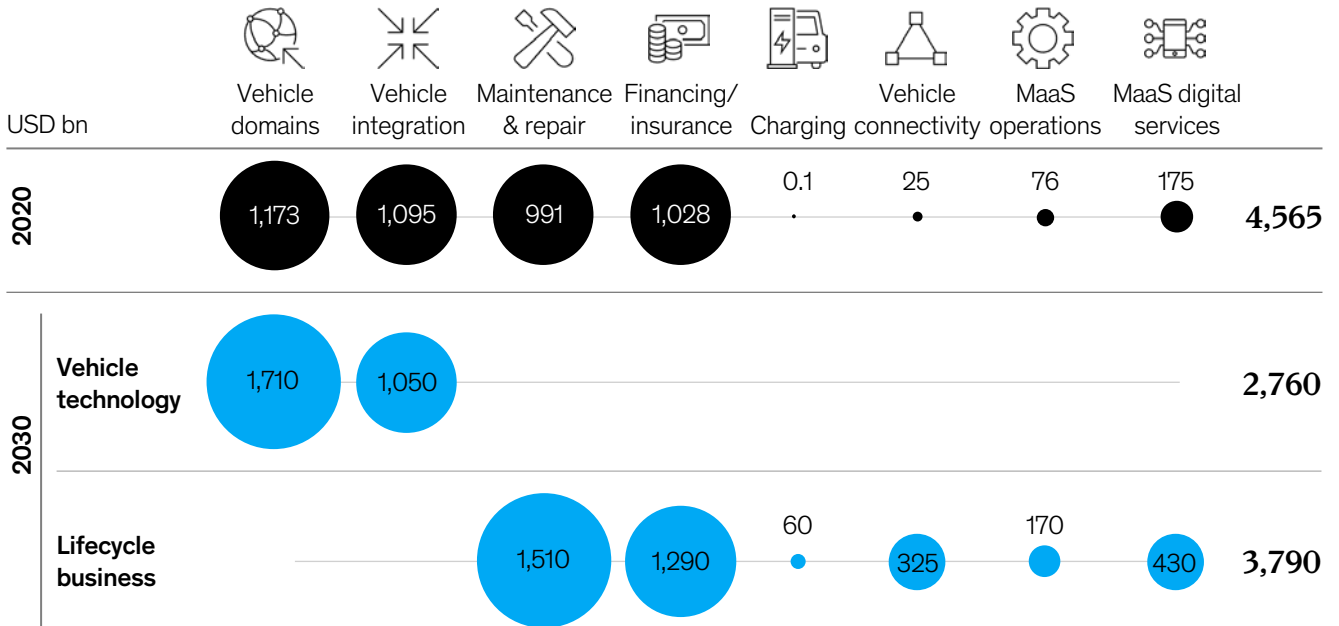 USD bn
Vehicle domains
Vehicle integration
Maintenance & repair
Financing/ insurance
Charging
Vehicle connectivity
MaaS operations
MaaS digital services
2020
1,173
1,095
991
1,028
0.1
25
76
175
4,565
2030
Vehicle technology
1,710
1,050
2,760
Lifecycle business
1,510
1,290
60
325
170
430
3,790